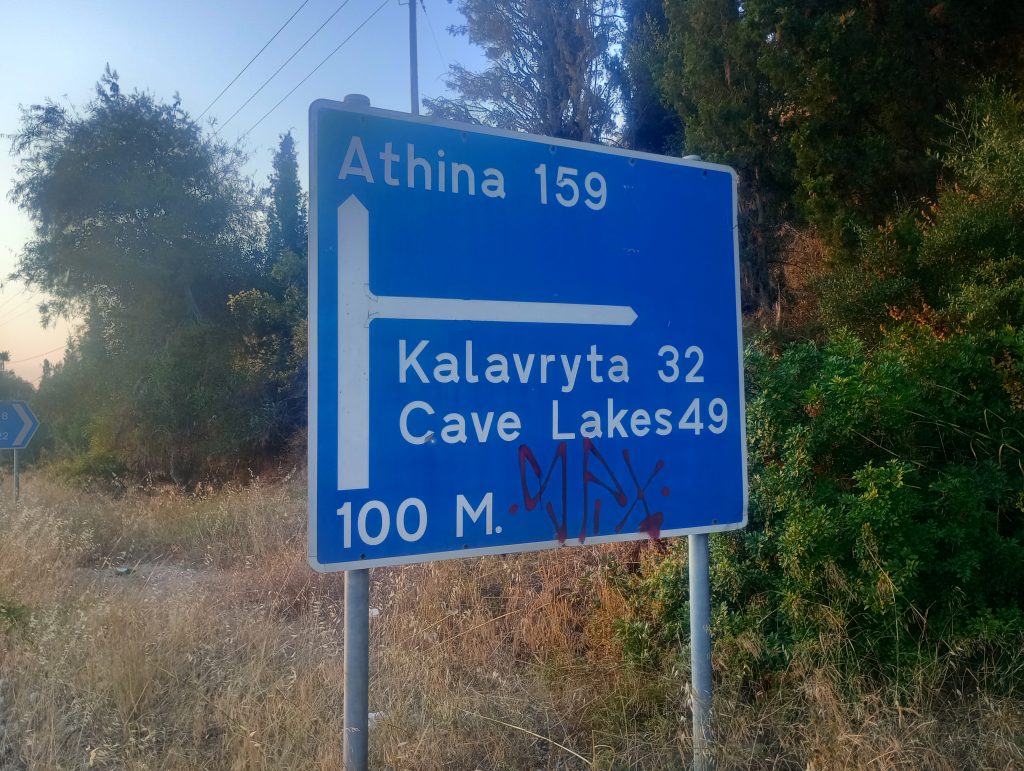 Athina 159
Kalavryta 32
Cave Lakes 49
100 M.